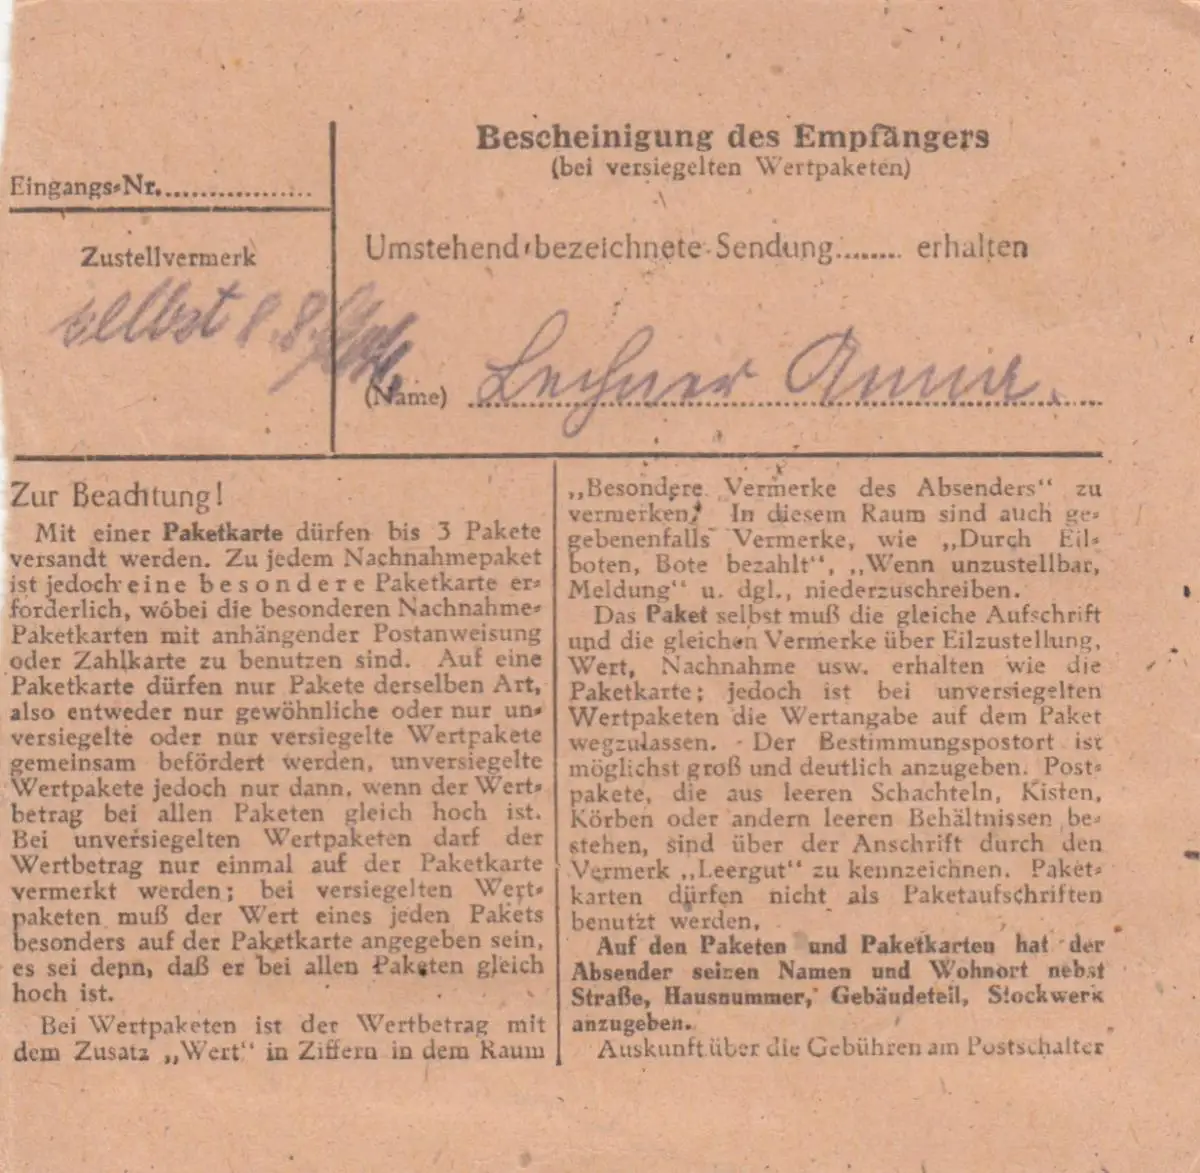 Bescheinigung des Empfängers
(bei versiegelten Wertpaketen)
Eingangs-Nr..................
Umstehend bezeichnete Sendung........ erhalten
Zustellvermerk
selbst 8. 8.
(Name) Lechner Anna.
Zur Beachtung!
Mit einer Paketkarte dürfen bis 3 Pakete
versandt werden. Zu jedem Nachnahmepaket
ist jedoch eine besondere Paketkarte er-
forderlich, wobei die besonderen Nachnahme-
Paketkarten mit anhängender Postanweisung
oder Zahlkarte zu benutzen sind. Auf eine
Paketkarte dürfen nur Pakete derselben Art,
also entweder nur gewöhnliche oder nur un-
versiegelte oder nur versiegelte Wertpakete
gemeinsam befördert werden, unversiegelte
Wertpakete jedoch nur dann, wenn der Wert-
betrag bei allen Paketen gleich hoch ist.
Bei unversiegelten Wertpaketen darf der
Wertbetrag nur einmal auf der Paketkarte
vermerkt werden; bei versiegelten Wert-
paketen muß der Wert eines jeden Pakets
besonders auf der Paketkarte angegeben sein,
es sei denn, daß er bei allen Paketen gleich
hoch ist.
Bei Wertpaketen ist der Wertbetrag mit
dem Zusatz „Wert“ in Ziffern in dem Raum
„Besondere Vermerke des Absenders“ zu
vermerken. In diesem Raum sind auch ge-
gebenenfalls Vermerke, wie „Durch Eil-
boten, Bote bezahlt“, „Wenn unzustellbar,
Meldung“ u. dgl., niederzuschreiben.
Das Paket selbst muß die gleiche Aufschrift
und die gleichen Vermerke über Eilzustellung,
Wert, Nachnahme usw. erhalten wie die
Paketkarte; jedoch ist bei unversiegelten
Wertpaketen die Wertangabe auf dem Paket
wegzulassen. Der Bestimmungspostort ist
möglichst groß und deutlich anzugeben. Post-
pakete, die aus leeren Schachteln, Kisten,
Körben oder andern leeren Behältnissen be-
stehen, sind über der Anschrift durch den
Vermerk „Leergut“ zu kennzeichnen. Paket-
karten dürfen nicht als Paketaufschriften
benutzt werden.
Auf den Paketen und Paketkarten hat der
Absender seinen Namen und Wohnort nebst
Straße, Hausnummer, Gebäudeteil, Stockwerk
anzugeben.
Auskunft über die Gebühren am Postschalter